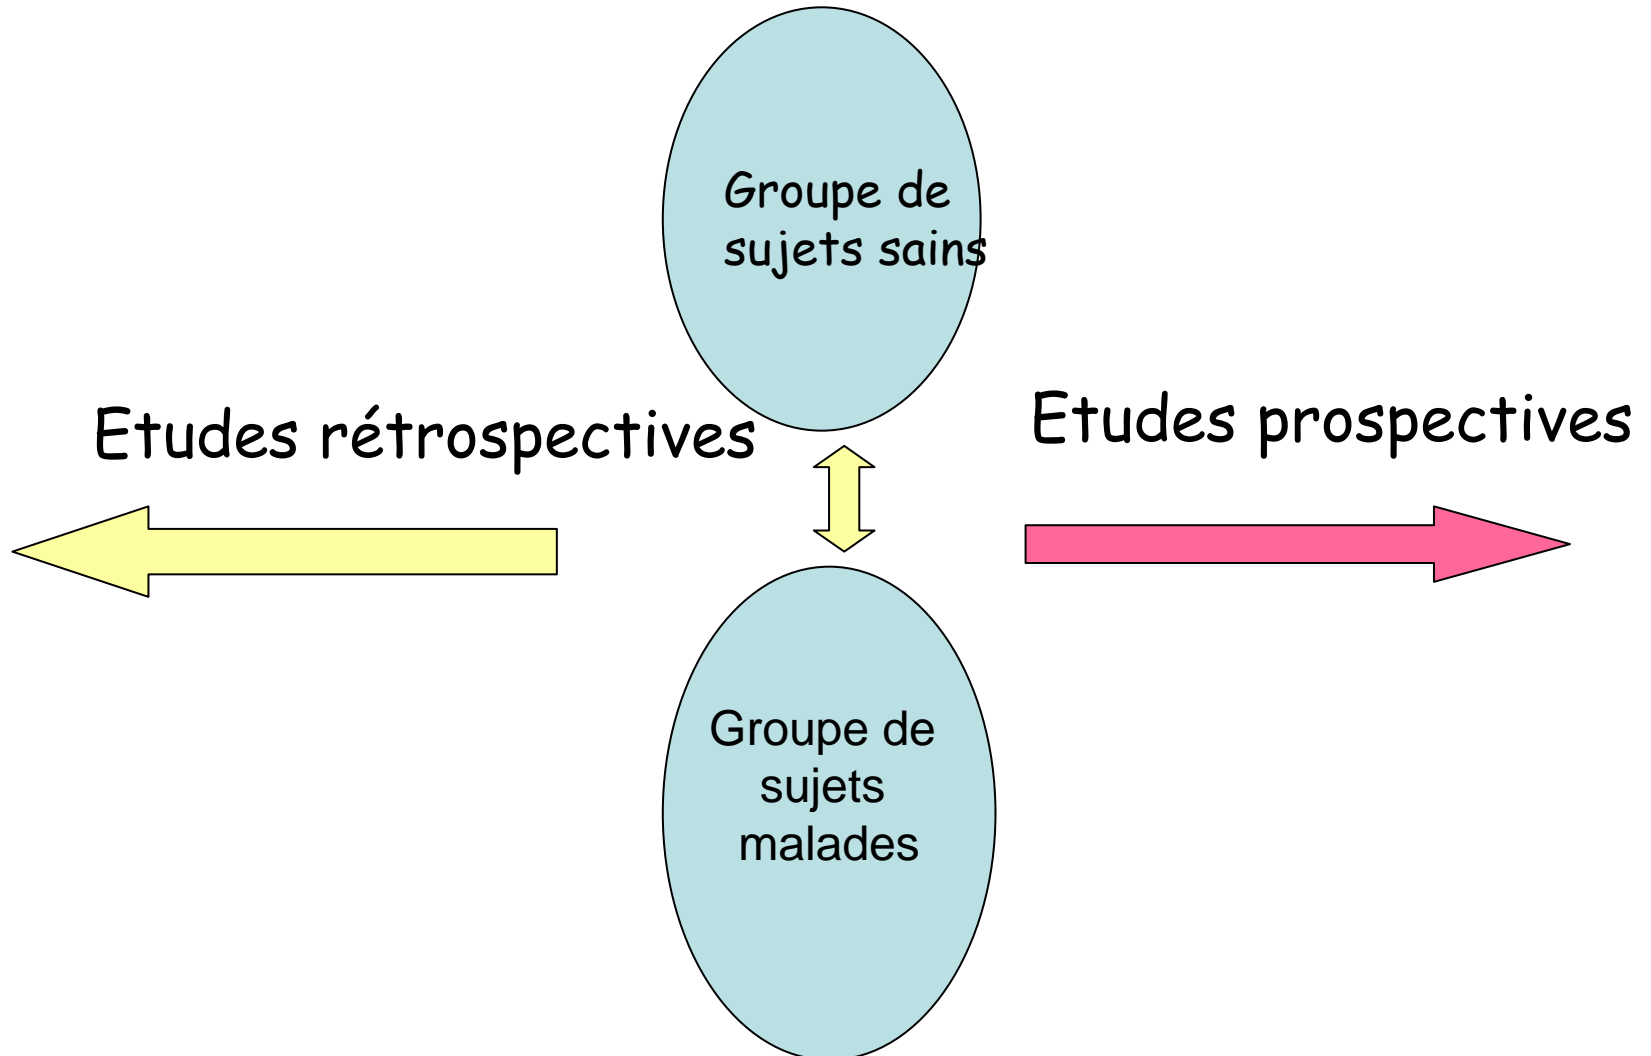 Groupe de
sujets sains
Etudes rétrospectives
Etudes prospectives
Groupe de
sujets
malades